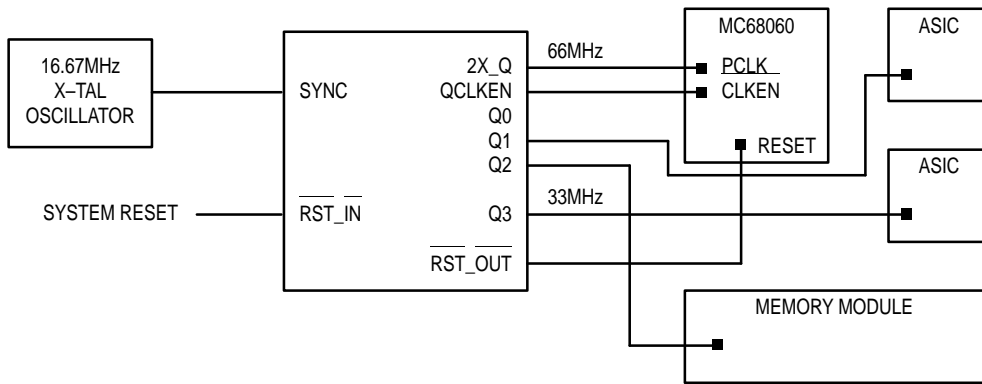 16.67MHz
X–TAL
OSCILLATOR
SYSTEM RESET
SYNC
RST_IN
2X_Q
QCLKEN
Q0
Q1
Q2
Q3
RST_OUT
66MHz
33MHz
MC68060
PCLK
CLKEN
RESET
ASIC
ASIC
MEMORY MODULE